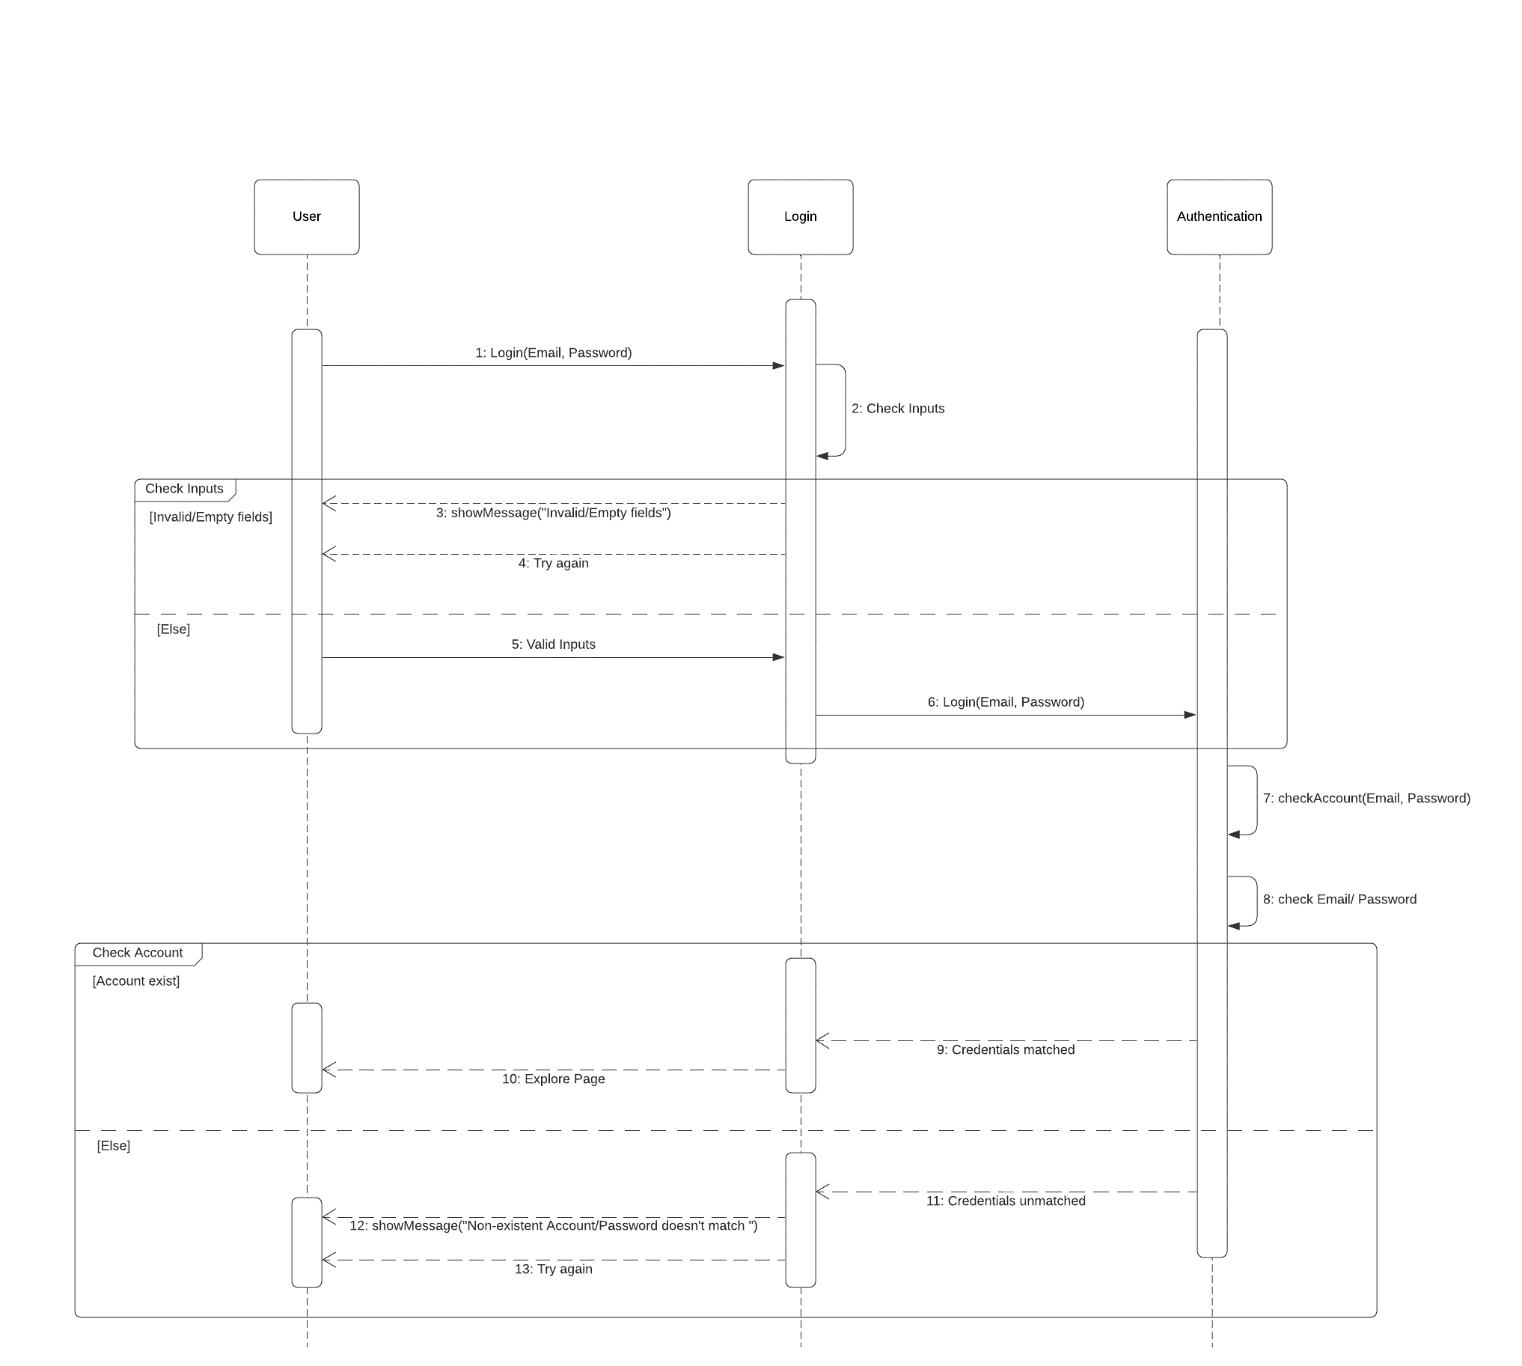 User
Login
Authentication
1: Login(Email, Password)
2: Check Inputs
Check Inputs
[Invalid/Empty fields]
3: showMessage("Invalid/Empty fields")
4: Try again
[Else]
5: Valid Inputs
6: Login(Email, Password)
7: checkAccount(Email, Password)
8: check Email/ Password
Check Account
[Account exist]
9: Credentials matched
10: Explore Page
[Else]
11: Credentials unmatched
12: showMessage("Non-existent Account/Password doesn't match ")
13: Try again